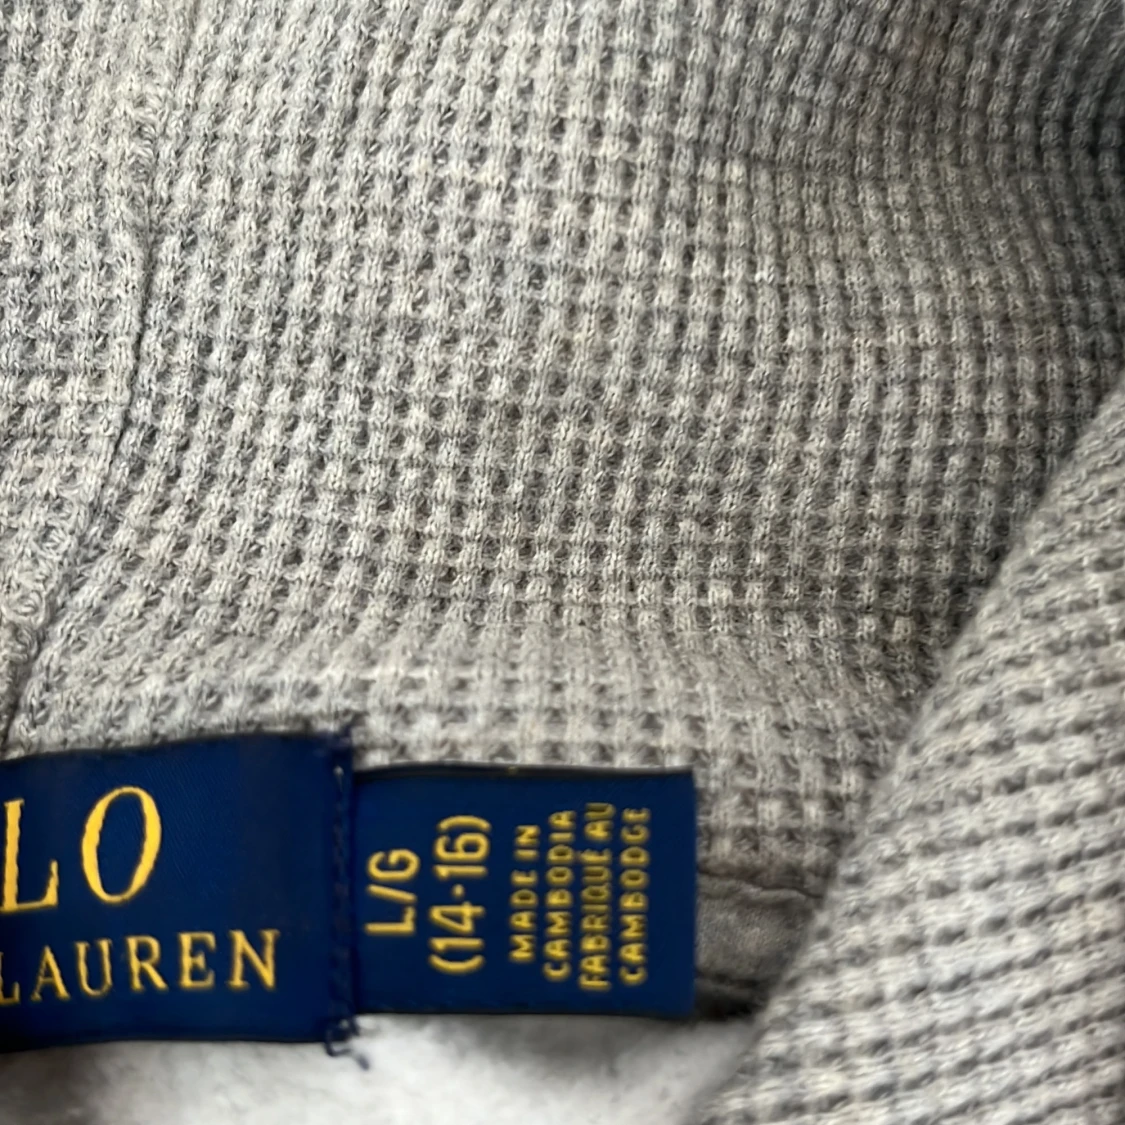 LO
LAUREN
L/G
(14-16)
MADE IN
CAMBODIA
FABRIQUÉ AU
CAMBODGE